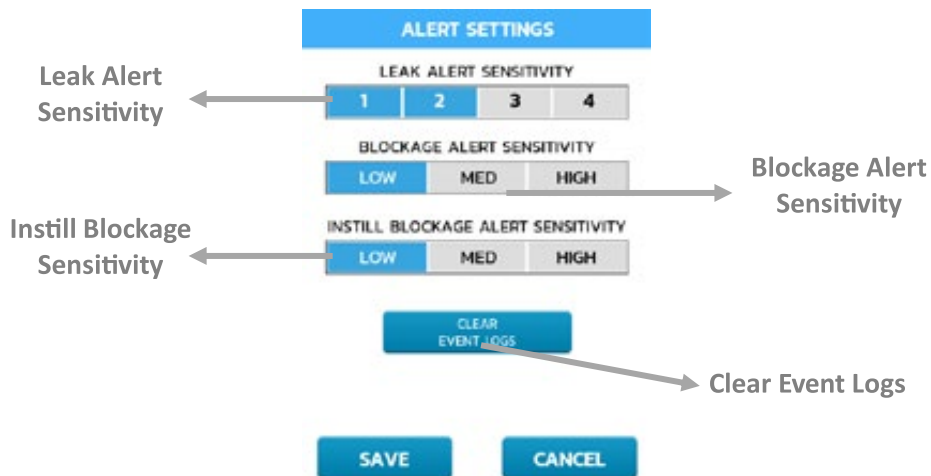 ALERT SETTINGS
Leak Alert
Sensitivity
LEAK ALERT SENSITIVITY
1 2 3 4
BLOCKAGE ALERT SENSITIVITY
LOW MED HIGH
Blockage Alert
Sensitivity
Instill Blockage
Sensitivity
INSTILL BLOCKAGE ALERT SENSITIVITY
LOW MED HIGH
CLEAR
EVENT LOGS
Clear Event Logs
SAVE CANCEL